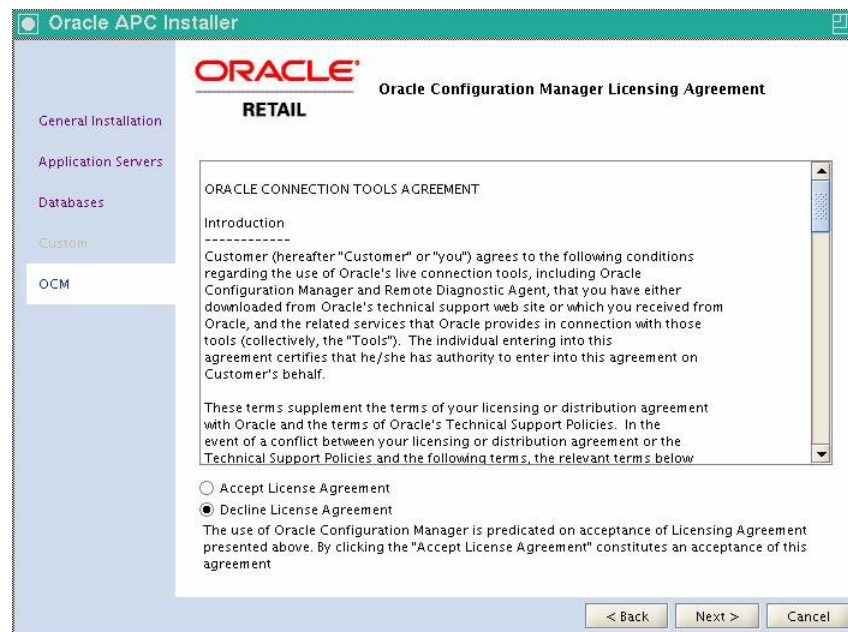 Oracle APC Installer
ORACLE
RETAIL
Oracle Configuration Manager Licensing Agreement
General Installation
Application Servers
Databases
Custom
OCM
ORACLE CONNECTION TOOLS AGREEMENT
Introduction
------------
Customer (hereafter "Customer" or "you") agrees to the following conditions
regarding the use of Oracle's live connection tools, including Oracle
Configuration Manager and Remote Diagnostic Agent, that you have either
downloaded from Oracle's technical support web site or which you received from
Oracle, and the related services that Oracle provides in connection with those
tools (collectively, the "Tools").  The individual entering into this
agreement certifies that he/she has authority to enter into this agreement on
Customer's behalf.
These terms supplement the terms of your licensing or distribution agreement
with Oracle and the terms of Oracle's Technical Support Policies.  In the
event of a conflict between your licensing or distribution agreement or the
Technical Support Policies and the following terms, the relevant terms below
Accept License Agreement
Decline License Agreement
The use of Oracle Configuration Manager is predicated on acceptance of Licensing Agreement
presented above. By clicking the "Accept License Agreement" constitutes an acceptance of this
agreement
< Back Next > Cancel